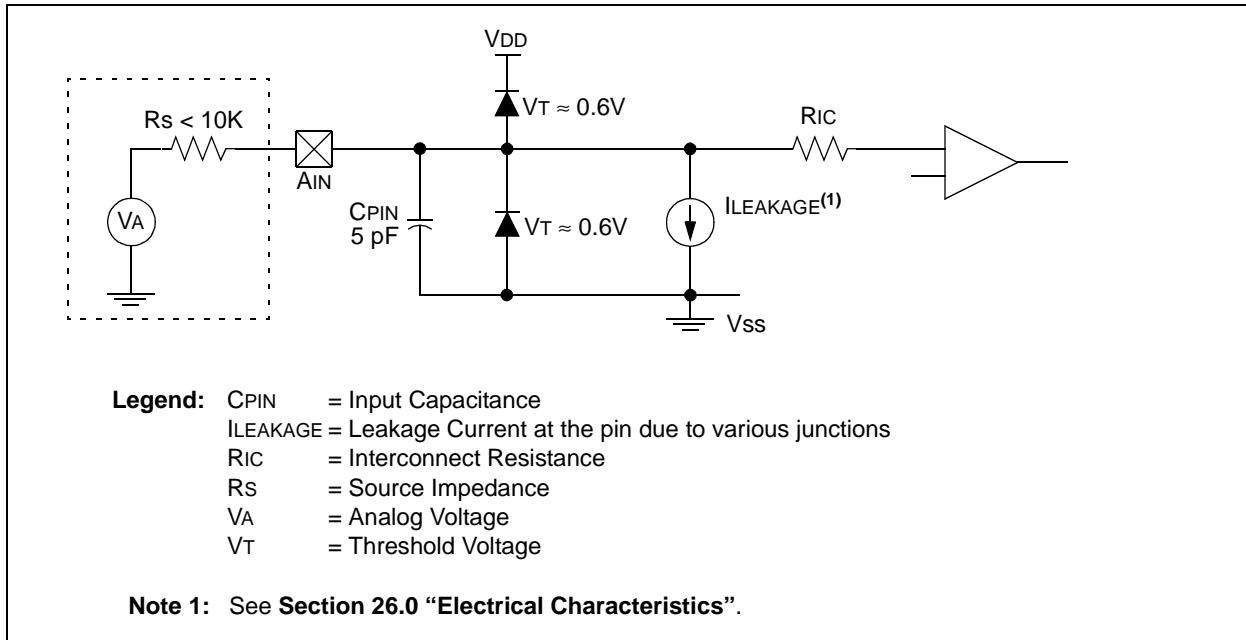 VDD
VT ≈ 0.6V
Rs < 10K
RIC
AIN
CPIN
5 pF
VT ≈ 0.6V
ILEAKAGE(1)
VA
Vss
Legend: CPIN = Input Capacitance
ILEAKAGE = Leakage Current at the pin due to various junctions
RIC = Interconnect Resistance
RS = Source Impedance
VA = Analog Voltage
VT = Threshold Voltage
Note 1: See Section 26.0 “Electrical Characteristics”.